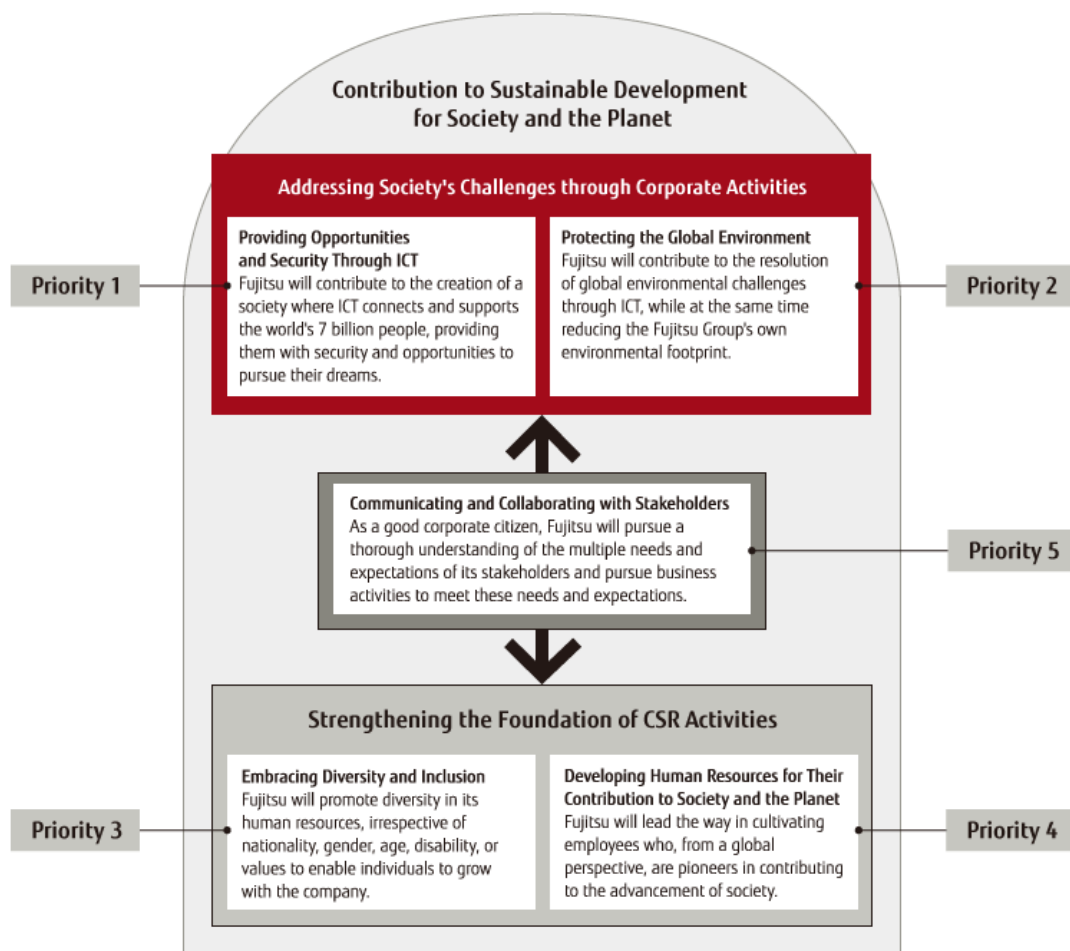 Contribution to Sustainable Development
for Society and the Planet
Addressing Society's Challenges through Corporate Activities
Priority 1
Providing Opportunities
and Security Through ICT
Fujitsu will contribute to the creation of a
society where ICT connects and supports
the world's 7 billion people, providing
them with security and opportunities to
pursue their dreams.
Protecting the Global Environment
Fujitsu will contribute to the resolution
of global environmental challenges
through ICT, while at the same time
reducing the Fujitsu Group's own
environmental footprint.
Priority 2
Communicating and Collaborating with Stakeholders
As a good corporate citizen, Fujitsu will pursue a
thorough understanding of the multiple needs and
expectations of its stakeholders and pursue business
activities to meet these needs and expectations.
Priority 5
Strengthening the Foundation of CSR Activities
Priority 3
Embracing Diversity and Inclusion
Fujitsu will promote diversity in its
human resources, irrespective of
nationality, gender, age, disability, or
values to enable individuals to grow
with the company.
Developing Human Resources for Their
Contribution to Society and the Planet
Fujitsu will lead the way in cultivating
employees who, from a global
perspective, are pioneers in contributing
to the advancement of society.
Priority 4